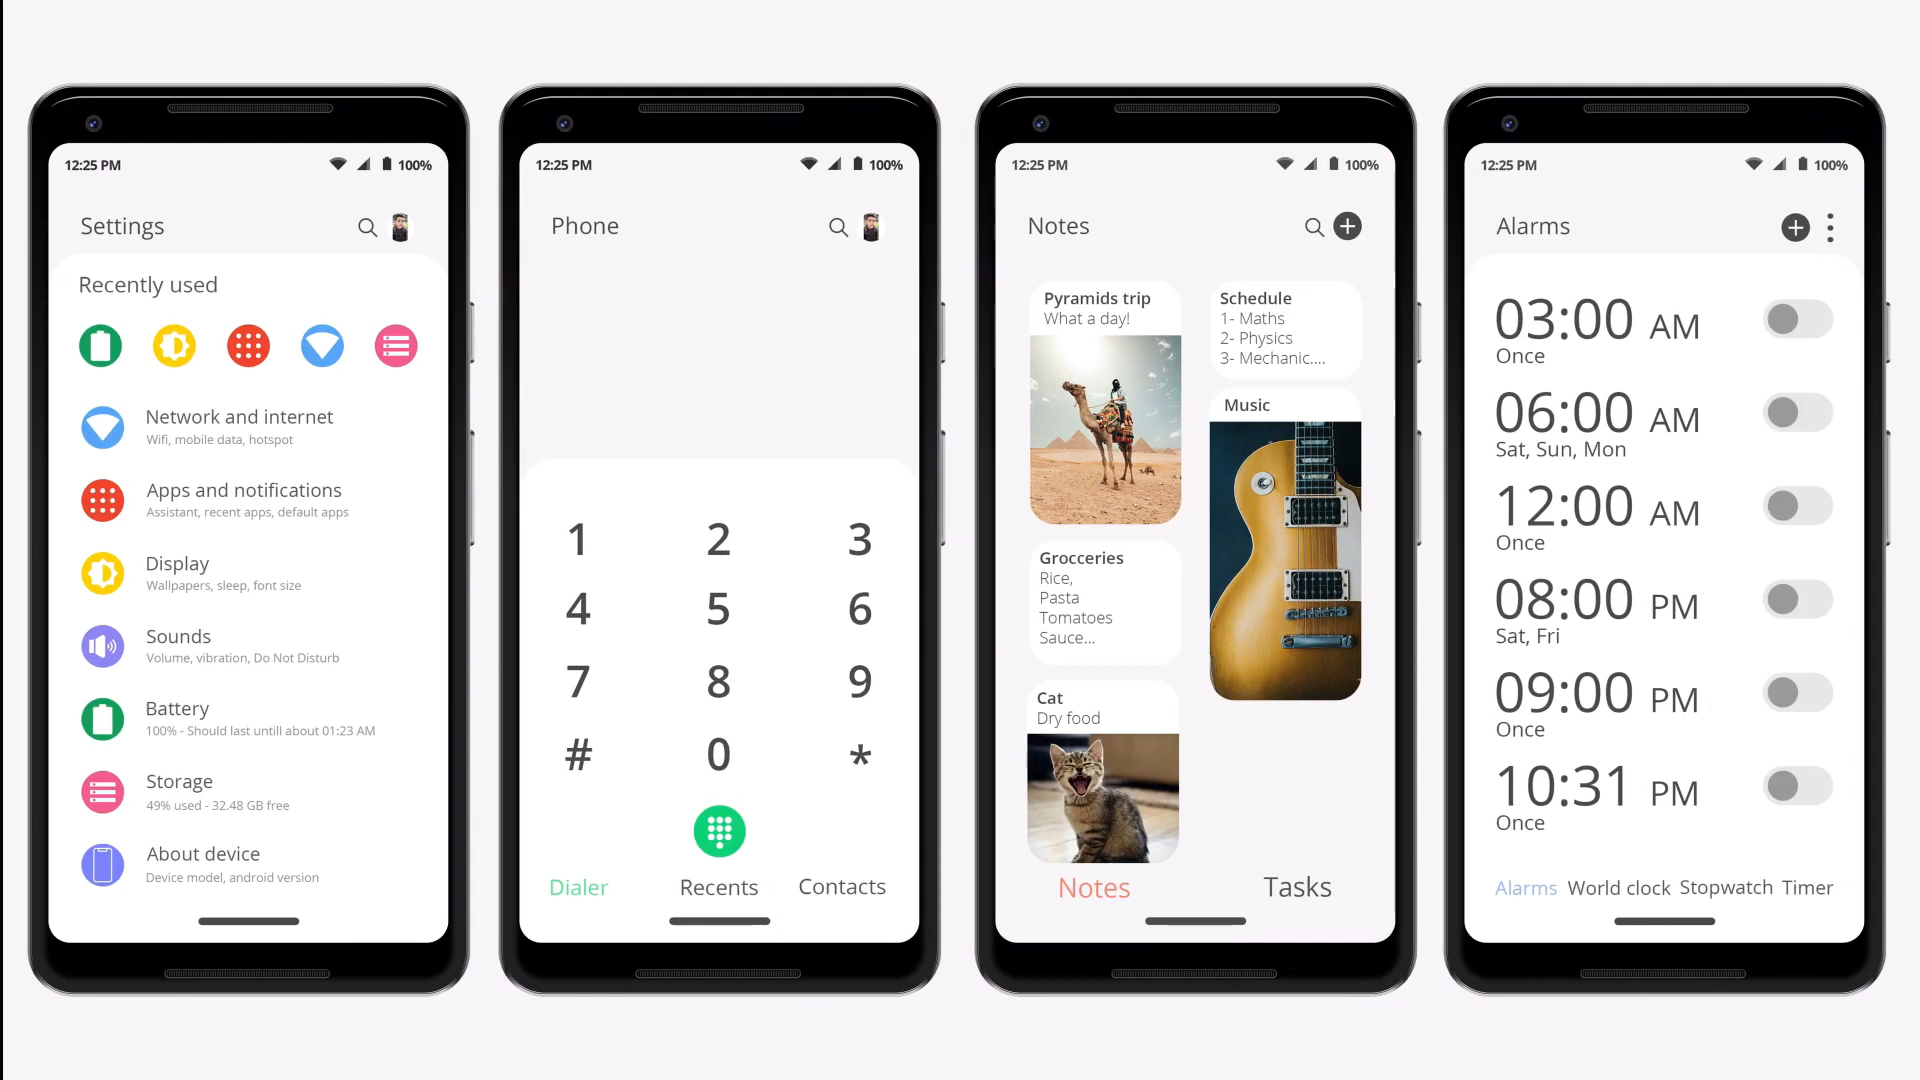 12:25 PM
100%
Settings
Recently used
Network and internet
Wifi, mobile data, hotspot
Apps and notifications
Assistant, recent apps, default apps
Display
Wallpapers, sleep, font size
Sounds
Volume, vibration, Do Not Disturb
Battery
100% - Should last untill about 01:23 AM
Storage
49% used - 32.48 GB free
About device
Device model, android version
12:25 PM
100%
Phone
1 2 3
4 5 6
7 8 9
# 0 *
Dialer Recents Contacts
12:25 PM
100%
Notes
Pyramids trip
What a day!
Grocceries
Rice,
Pasta
Tomatoes
Sauce...
Cat
Dry food
Schedule
1- Maths
2- Physics
3- Mechanic....
Music
Notes Tasks
12:25 PM
100%
Alarms
03:00 AM
Once
06:00 AM
Sat, Sun, Mon
12:00 AM
Once
08:00 PM
Sat, Fri
09:00 PM
Once
10:31 PM
Once
Alarms World clock Stopwatch Timer